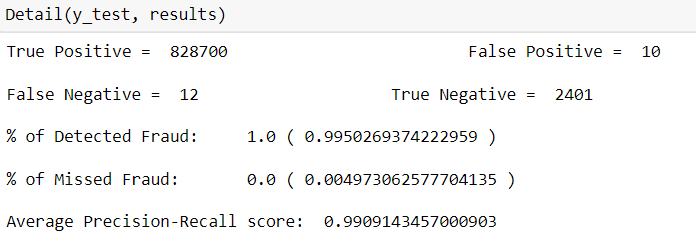 Detail(y_test, results)
True Positive = 828700 False Positive = 10
False Negative = 12 True Negative = 2401
% of Detected Fraud: 1.0 ( 0.9950269374222959 )
% of Missed Fraud: 0.0 ( 0.004973062577704135 )
Average Precision-Recall score: 0.9909143457000903